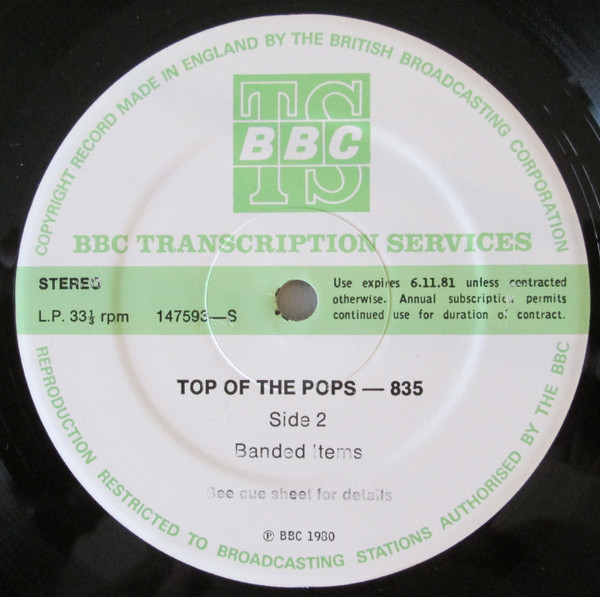 COPYRIGHT RECORD MADE IN ENGLAND BY THE BRITISH BROADCASTING CORPORATION
TS
BBC
BBC TRANSCRIPTION SERVICES
STEREO
L.P. 33⅓ rpm 147593—S
Use expires 6.11.81 unless contracted
otherwise. Annual subscription permits
continued use for duration of contract.
TOP OF THE POPS — 835
Side 2
Banded Items
See cue sheet for details
℗ BBC 1980
REPRODUCTION RESTRICTED TO BROADCASTING STATIONS AUTHORISED BY THE BBC